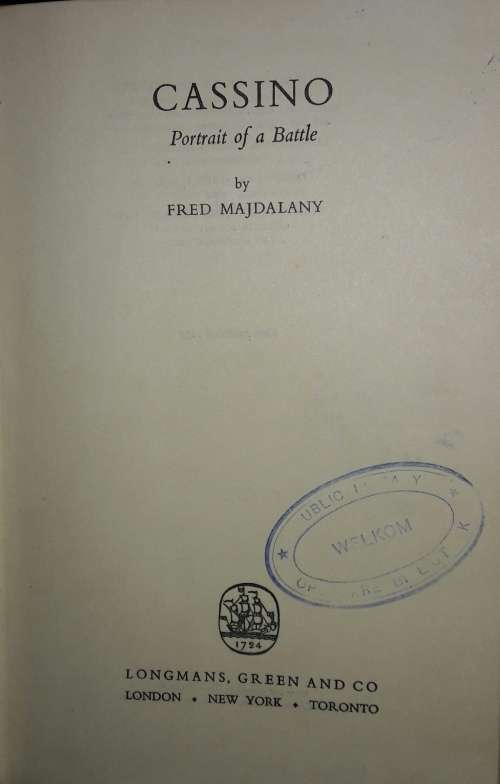 CASSINO
Portrait of a Battle
by
FRED MAJDALANY
WELKOM
1724
LONGMANS, GREEN AND CO
LONDON • NEW YORK • TORONTO